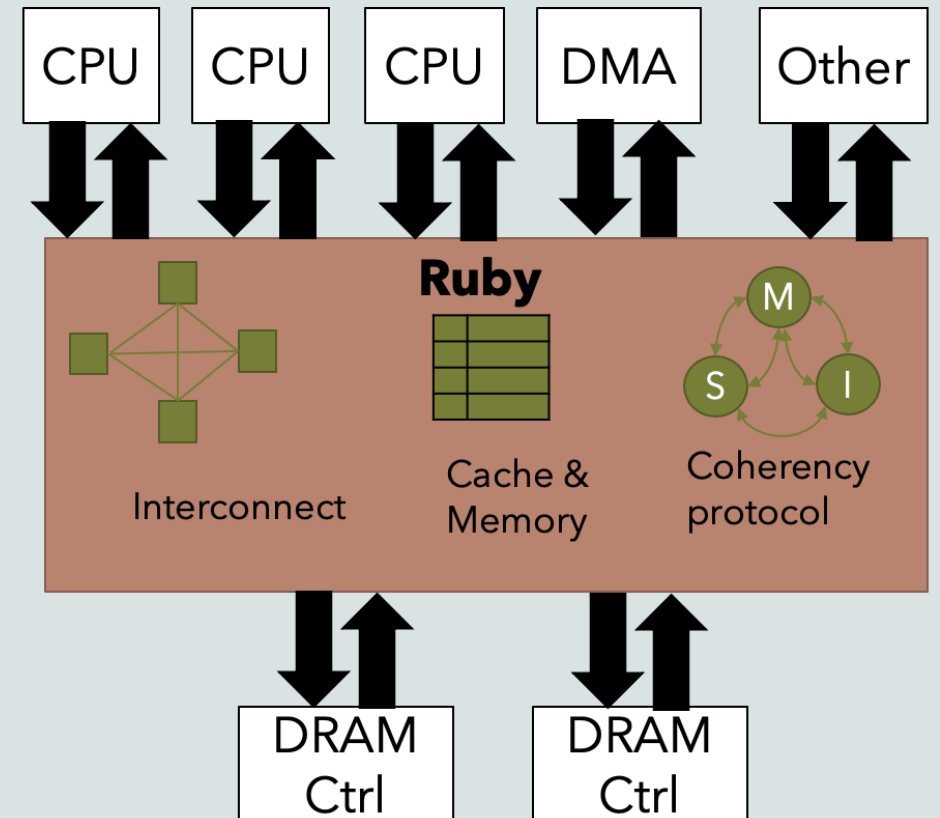 CPU
CPU
CPU
DMA
Other
Ruby
M
S
I
Interconnect
Cache &
Memory
Coherency
protocol
DRAM
Ctrl
DRAM
Ctrl